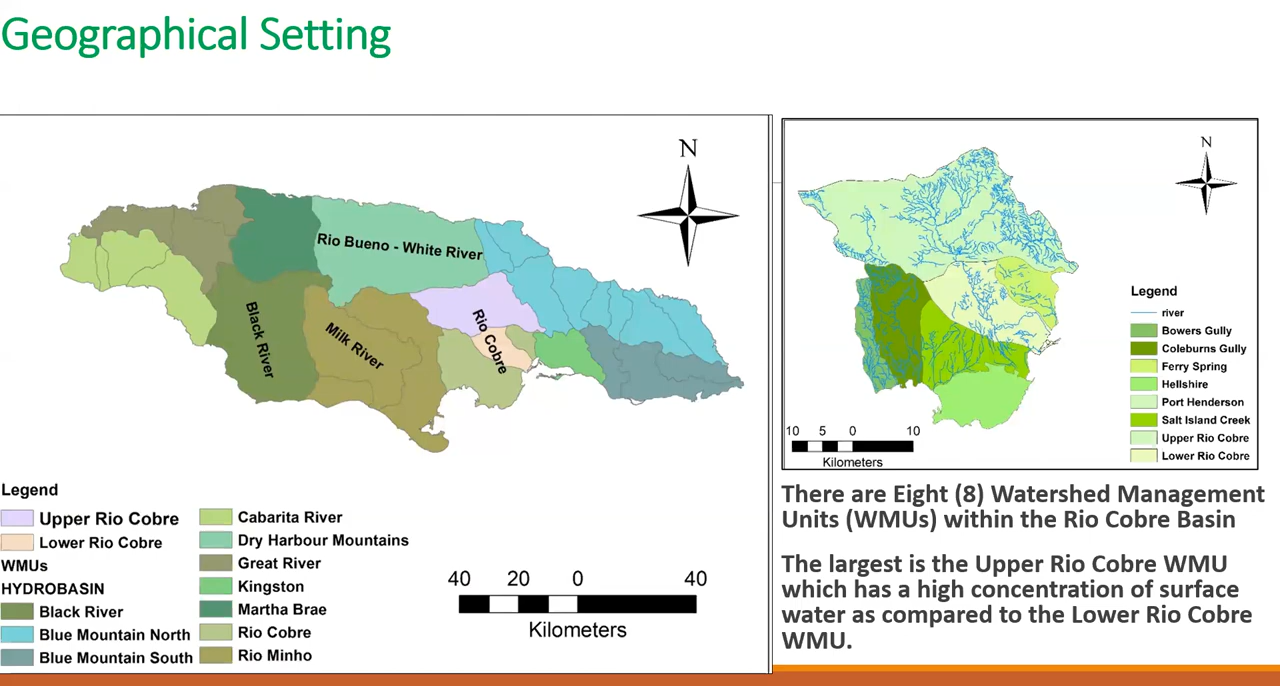 Geographical Setting
N
Rio Bueno - White River
Black River
Milk River
Rio Cobre
Legend
Upper Rio Cobre
Lower Rio Cobre
WMUs
HYDROBASIN
Black River
Blue Mountain North
Blue Mountain South
Cabarita River
Dry Harbour Mountains
Great River
Kingston
Martha Brae
Rio Cobre
Rio Minho
40 20 0 40
Kilometers
N
Legend
river
Bowers Gully
Coleburns Gully
Ferry Spring
Hellshire
Port Henderson
Salt Island Creek
Upper Rio Cobre
Lower Rio Cobre
10 5 0 10
Kilometers
There are Eight (8) Watershed Management
Units (WMUs) within the Rio Cobre Basin
The largest is the Upper Rio Cobre WMU
which has a high concentration of surface
water as compared to the Lower Rio Cobre
WMU.